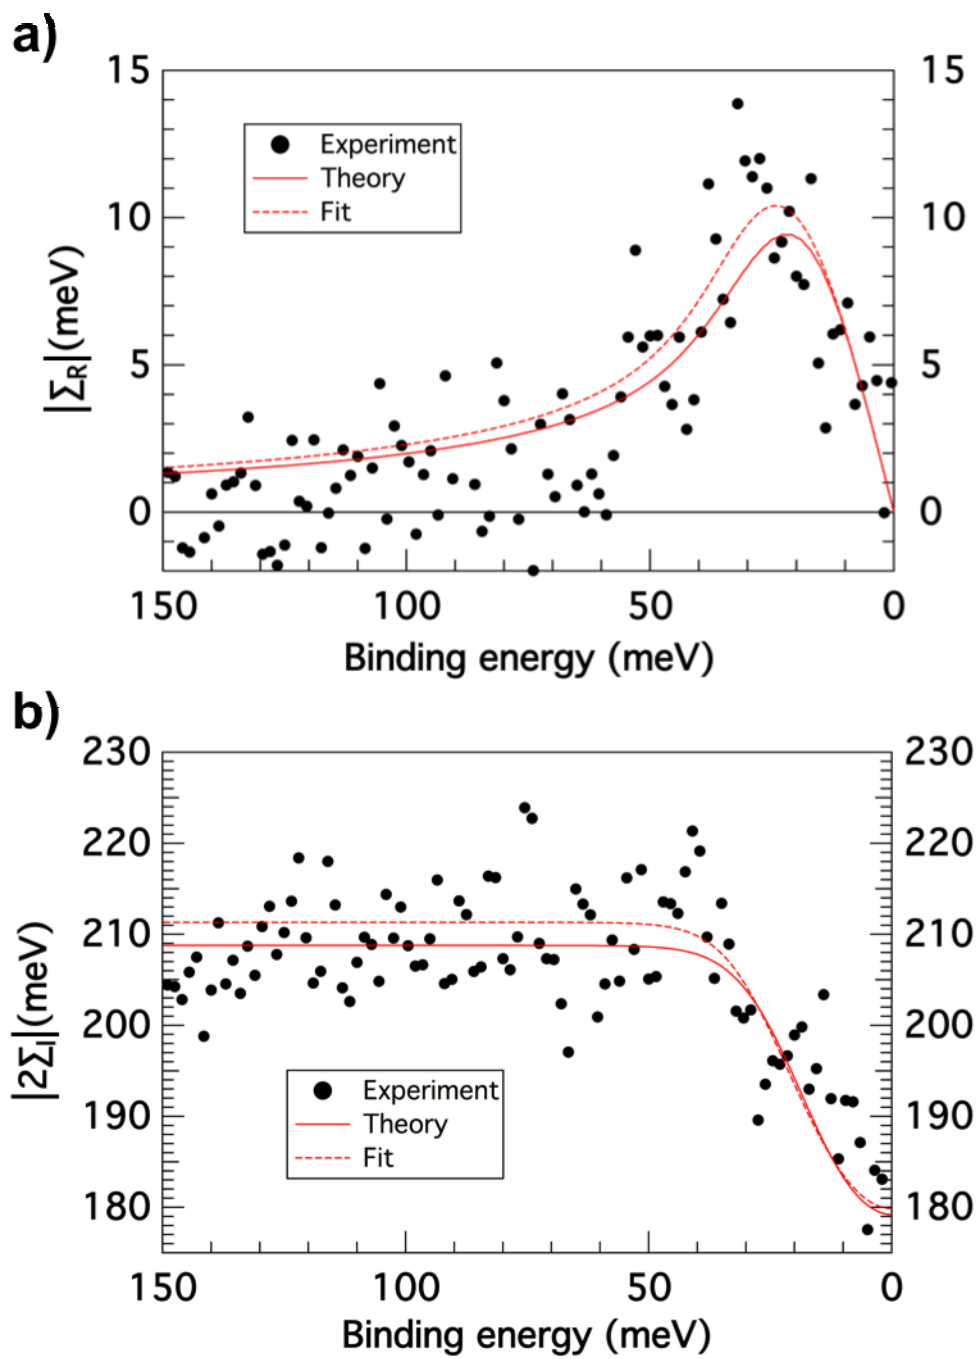 a)
15 15
Experiment
Theory
Fit
10 10
5 5
0 0
|Σ_R|(meV)
150 100 50 0
Binding energy (meV)
b)
230 230
220 220
210 210
200 200
Experiment
190 190
Theory
Fit
180 180
|2Σ_I|(meV)
150 100 50 0
Binding energy (meV)